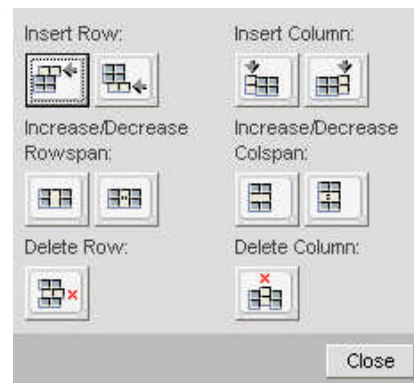 Insert Row:
Insert Column:
Increase/Decrease
Rowspan:
Increase/Decrease
Colspan:
Delete Row:
Delete Column:
Close